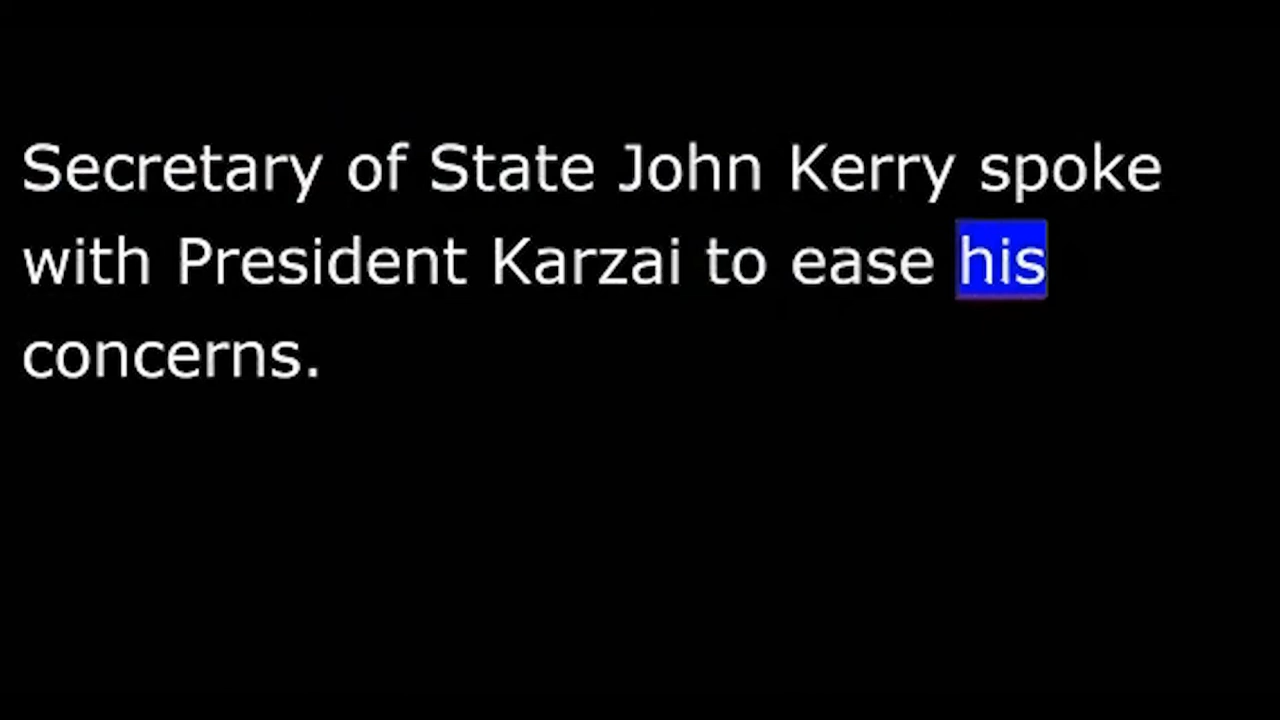 Secretary of State John Kerry spoke
with President Karzai to ease his
concerns.